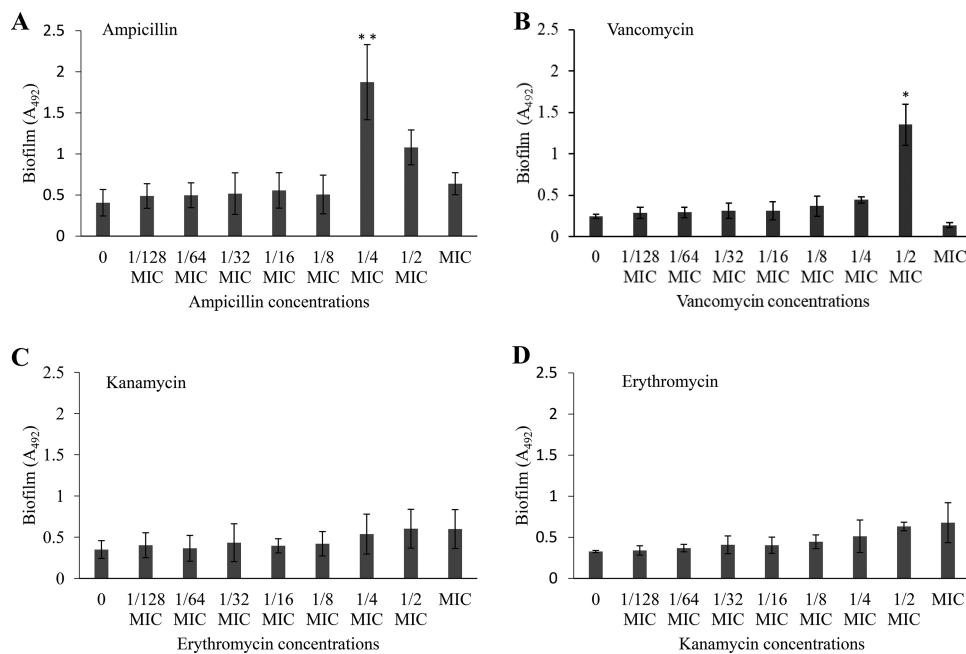 A
Ampicillin
2.5
2
1.5
1
0.5
0
Biofilm (A492)
* *
0 1/128 1/64 1/32 1/16 1/8 1/4 1/2 MIC
MIC MIC MIC MIC MIC MIC MIC
Ampicillin concentrations
B
Vancomycin
2.5
2
1.5
1
0.5
0
Biofilm (A492)
*
0 1/128 1/64 1/32 1/16 1/8 1/4 1/2 MIC
MIC MIC MIC MIC MIC MIC MIC
Vancomycin concentrations
C
Kanamycin
2.5
2
1.5
1
0.5
0
Biofilm (A492)
0 1/128 1/64 1/32 1/16 1/8 1/4 1/2 MIC
MIC MIC MIC MIC MIC MIC MIC
Erythromycin concentrations
D
Erythromycin
2.5
2
1.5
1
0.5
0
Biofilm (A492)
0 1/128 1/64 1/32 1/16 1/8 1/4 1/2 MIC
MIC MIC MIC MIC MIC MIC MIC
Kanamycin concentrations